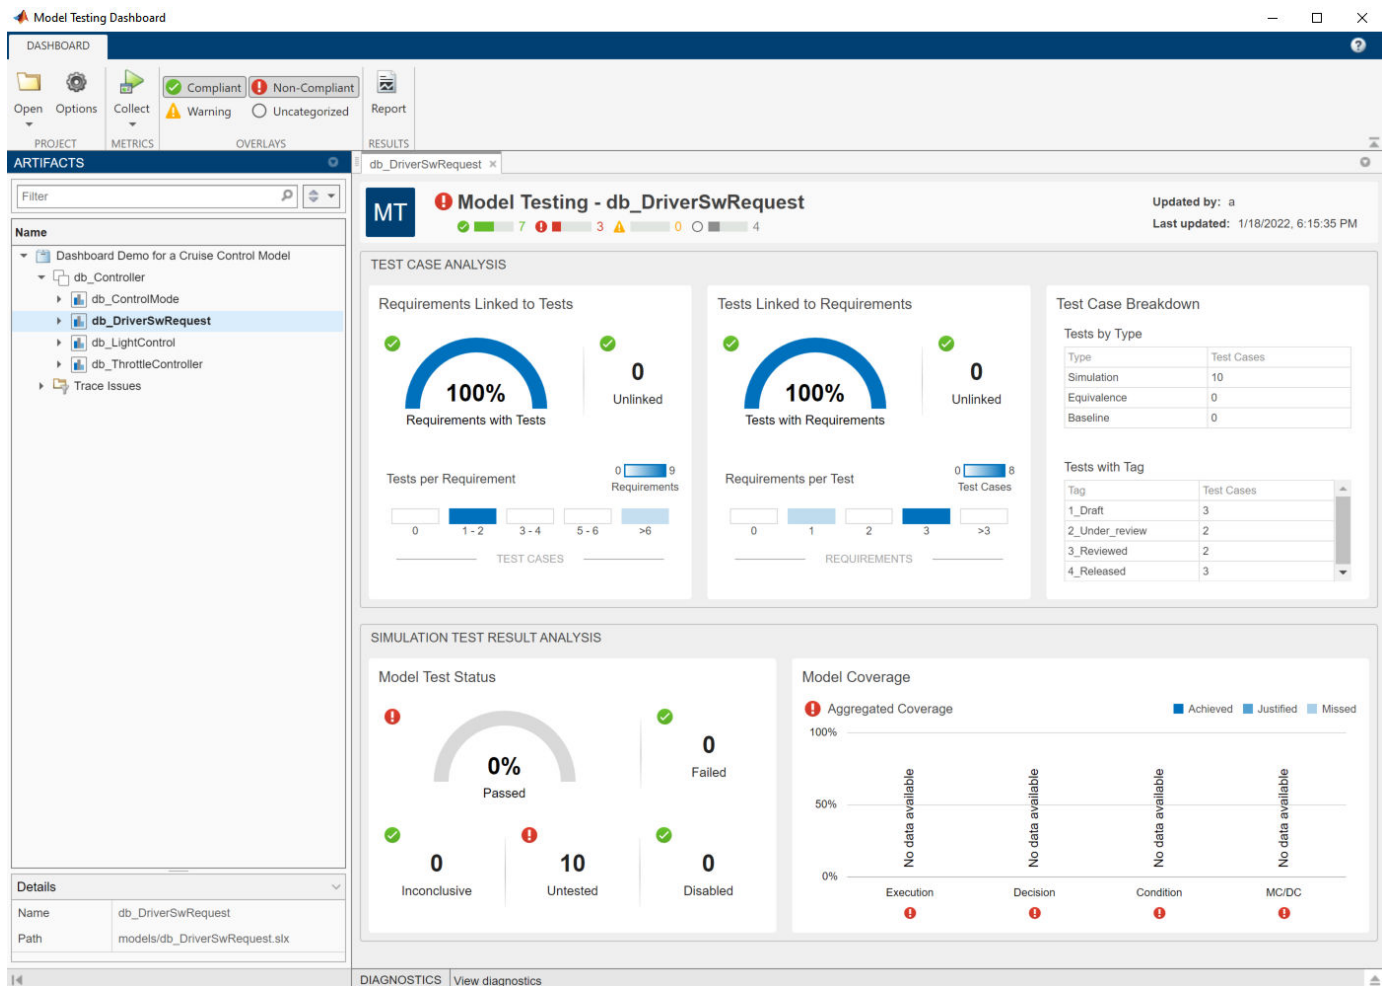 Model Testing Dashboard
DASHBOARD
Open
Options
Collect
Compliant
Non-Compliant
Warning
Uncategorized
Report
PROJECT
METRICS
OVERLAYS
RESULTS
ARTIFACTS
Filter
Name
Dashboard Demo for a Cruise Control Model
db_Controller
db_ControlMode
db_DriverSwRequest
db_LightControl
db_ThrottleController
Trace Issues
Details
Name db_DriverSwRequest
Path models/db_DriverSwRequest.slx
db_DriverSwRequest
MT
Model Testing - db_DriverSwRequest
7 3 0 4
Updated by: a
Last updated: 1/18/2022, 6:15:35 PM
TEST CASE ANALYSIS
Requirements Linked to Tests
100%
Requirements with Tests
0
Unlinked
Tests per Requirement
0 9
Requirements
0 1 - 2 3 - 4 5 - 6 >6
TEST CASES
Tests Linked to Requirements
100%
Tests with Requirements
0
Unlinked
Requirements per Test
0 8
Test Cases
0 1 2 3 >3
REQUIREMENTS
Test Case Breakdown
Tests by Type
Type Test Cases
Simulation 10
Equivalence 0
Baseline 0
Tests with Tag
Tag Test Cases
1_Draft 3
2_Under_review 2
3_Reviewed 2
4_Released 3
SIMULATION TEST RESULT ANALYSIS
Model Test Status
0%
Passed
0
Failed
0
Inconclusive
10
Untested
0
Disabled
Model Coverage
Aggregated Coverage
Achieved Justified Missed
100%
50%
0%
No data available
No data available
No data available
No data available
Execution Decision Condition MC/DC
DIAGNOSTICS View diagnostics